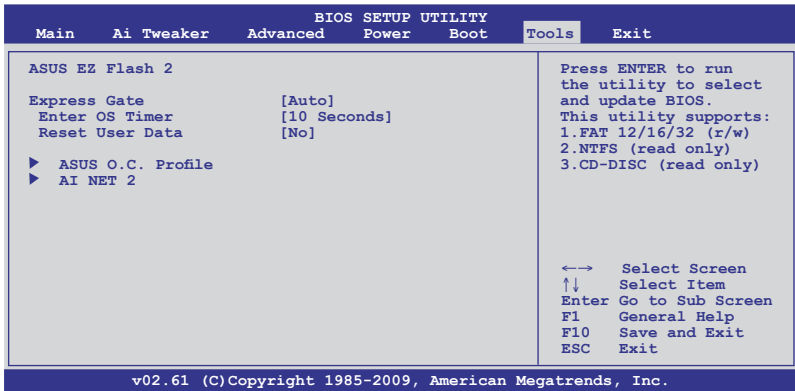 BIOS SETUP UTILITY
Main Ai Tweaker Advanced Power Boot Tools Exit
ASUS EZ Flash 2
Express Gate [Auto]
Enter OS Timer [10 Seconds]
Reset User Data [No]
▶ ASUS O.C. Profile
▶ AI NET 2
Press ENTER to run
the utility to select
and update BIOS.
This utility supports:
1.FAT 12/16/32 (r/w)
2.NTFS (read only)
3.CD-DISC (read only)
←→ Select Screen
↑↓ Select Item
Enter Go to Sub Screen
F1 General Help
F10 Save and Exit
ESC Exit
v02.61 (C)Copyright 1985-2009, American Megatrends, Inc.